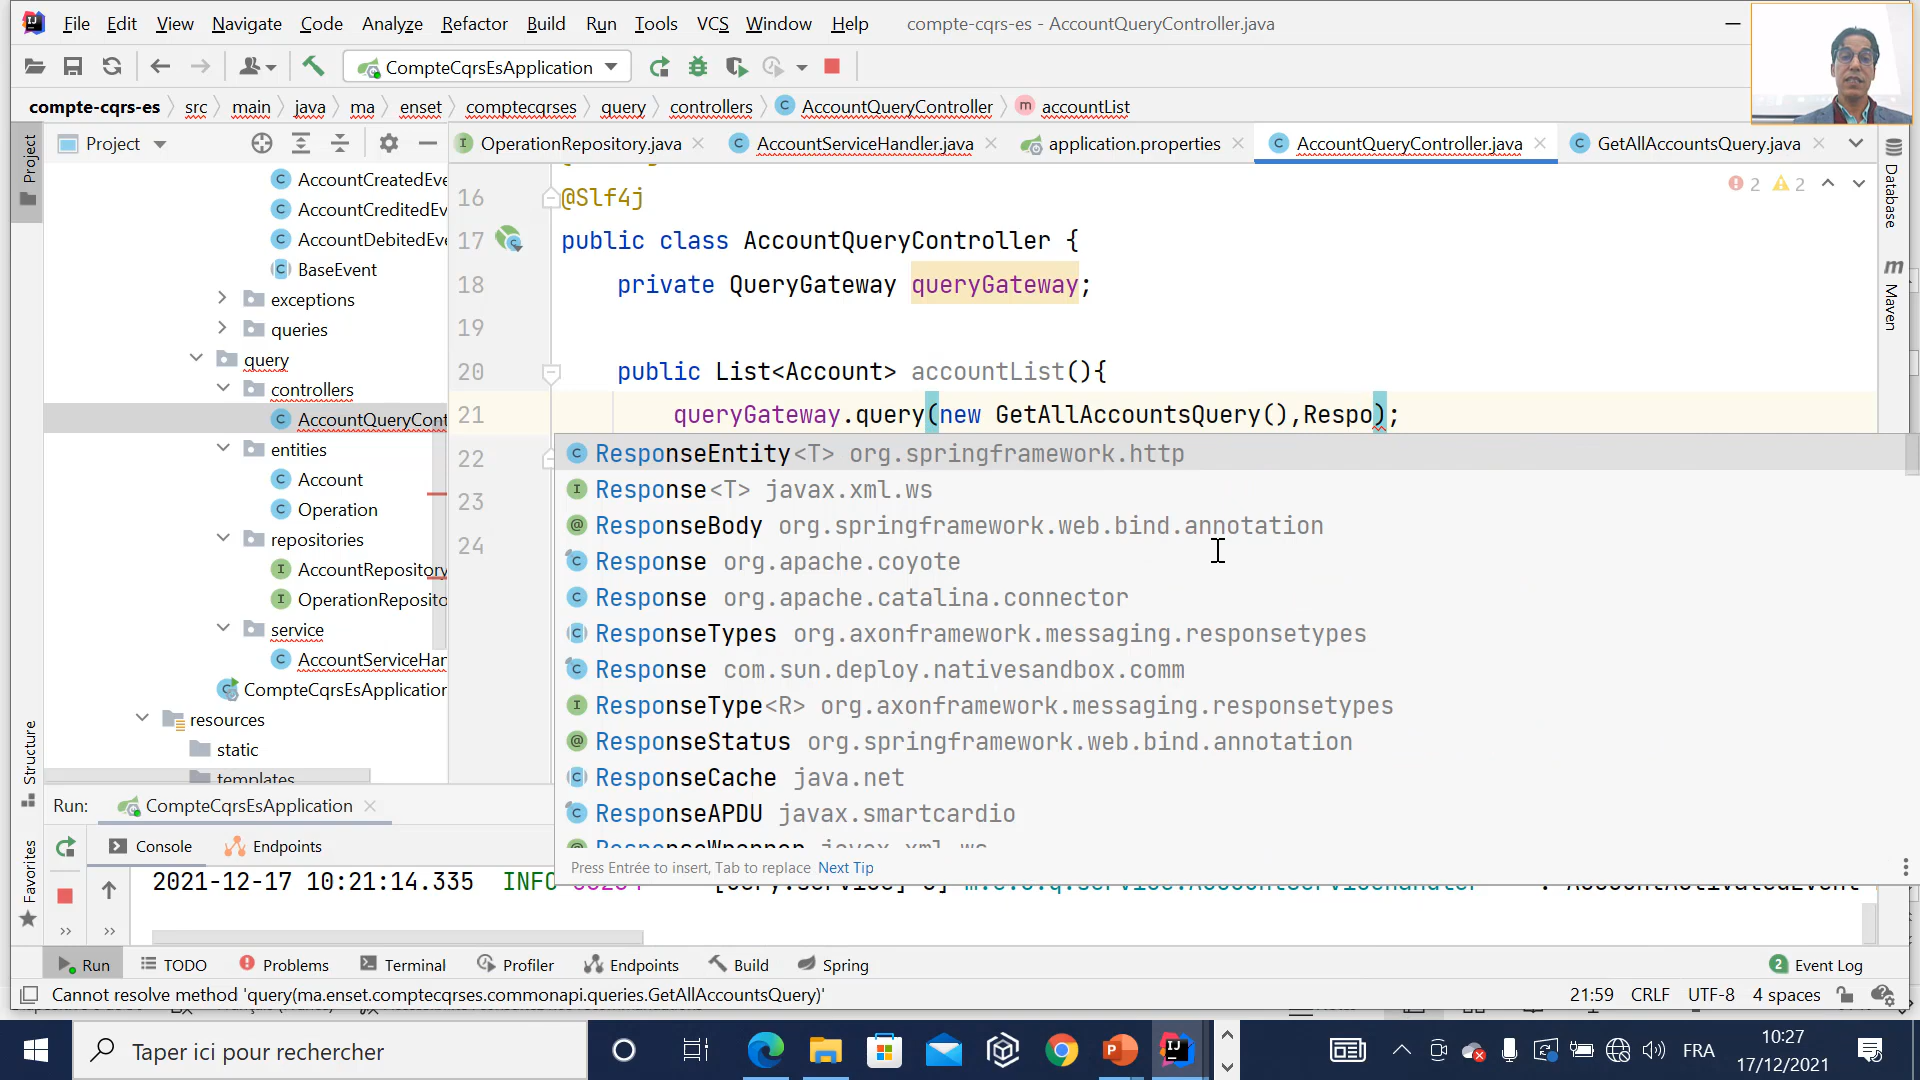 File Edit View Navigate Code Analyze Refactor Build Run Tools VCS Window Help compte-cqrs-es - AccountQueryController.java
CompteCqrsEsApplication
compte-cqrs-es src main java ma enset comptecqrses query controllers AccountQueryController accountList
Project
OperationRepository.java AccountServiceHandler.java application.properties AccountQueryController.java GetAllAccountsQuery.java
Project
Structure
Favorites
Database
Maven
AccountCreatedEve
AccountCreditedEv
AccountDebitedEve
BaseEvent
exceptions
queries
query
controllers
AccountQueryCont
entities
Account
Operation
repositories
AccountRepository
OperationReposito
service
AccountServiceHar
CompteCqrsEsApplication
resources
static
templates
2 2
16 @Slf4j
17 public class AccountQueryController {
18 private QueryGateway queryGateway;
19
20 public List<Account> accountList(){
21 queryGateway.query(new GetAllAccountsQuery(),Respo);
22
23
24
ResponseEntity<T> org.springframework.http
Response<T> javax.xml.ws
ResponseBody org.springframework.web.bind.annotation
Response org.apache.coyote
Response org.apache.catalina.connector
ResponseTypes org.axonframework.messaging.responsetypes
Response com.sun.deploy.nativesandbox.comm
ResponseType<R> org.axonframework.messaging.responsetypes
ResponseStatus org.springframework.web.bind.annotation
ResponseCache java.net
ResponseAPDU javax.smartcardio
ResponseWrapper javax.xml.ws
Press Entrée to insert, Tab to replace Next Tip
Run: CompteCqrsEsApplication
Console Endpoints
2021-12-17 10:21:14.335 INFO
Run TODO Problems Terminal Profiler Endpoints Build Spring 2 Event Log
Cannot resolve method 'query(ma.enset.comptecqrses.commonapi.queries.GetAllAccountsQuery)' 21:59 CRLF UTF-8 4 spaces
Taper ici pour rechercher
FRA
10:27
17/12/2021